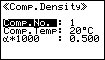 《Comp.Density》
Comp.No. : 1
Comp.Temp: 20°C
α*1000   : 0.500